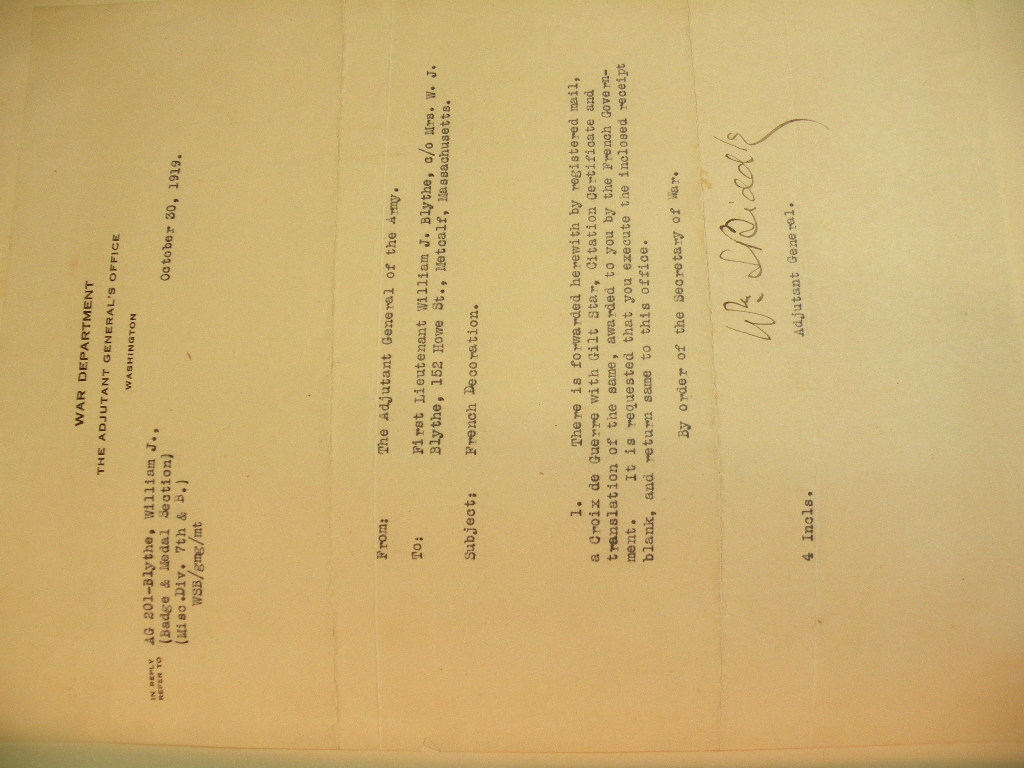 WAR DEPARTMENT
THE ADJUTANT GENERAL'S OFFICE
WASHINGTON
IN REPLY
REFER TO
AG 201-Blythe, William J.,
(Badge & Medal Section)
(Misc.Div. 7th & B.)
WSB/gmg/mt
October 30, 1919.
From: The Adjutant General of the Army.
To: First Lieutenant William J. Blythe, c/o Mrs. W. J.
Blythe, 152 Howe St., Metcalf, Massachusetts.
Subject: French Decoration.
1. There is forwarded herewith by registered mail,
a Croix de Guerre with Gilt Star, Citation Certificate and
translation of the same, awarded to you by the French Govern-
ment. It is requested that you execute the inclosed receipt
blank, and return same to this office.
By order of the Secretary of War.
Wm S Biddle
Adjutant General.
4 Incls.